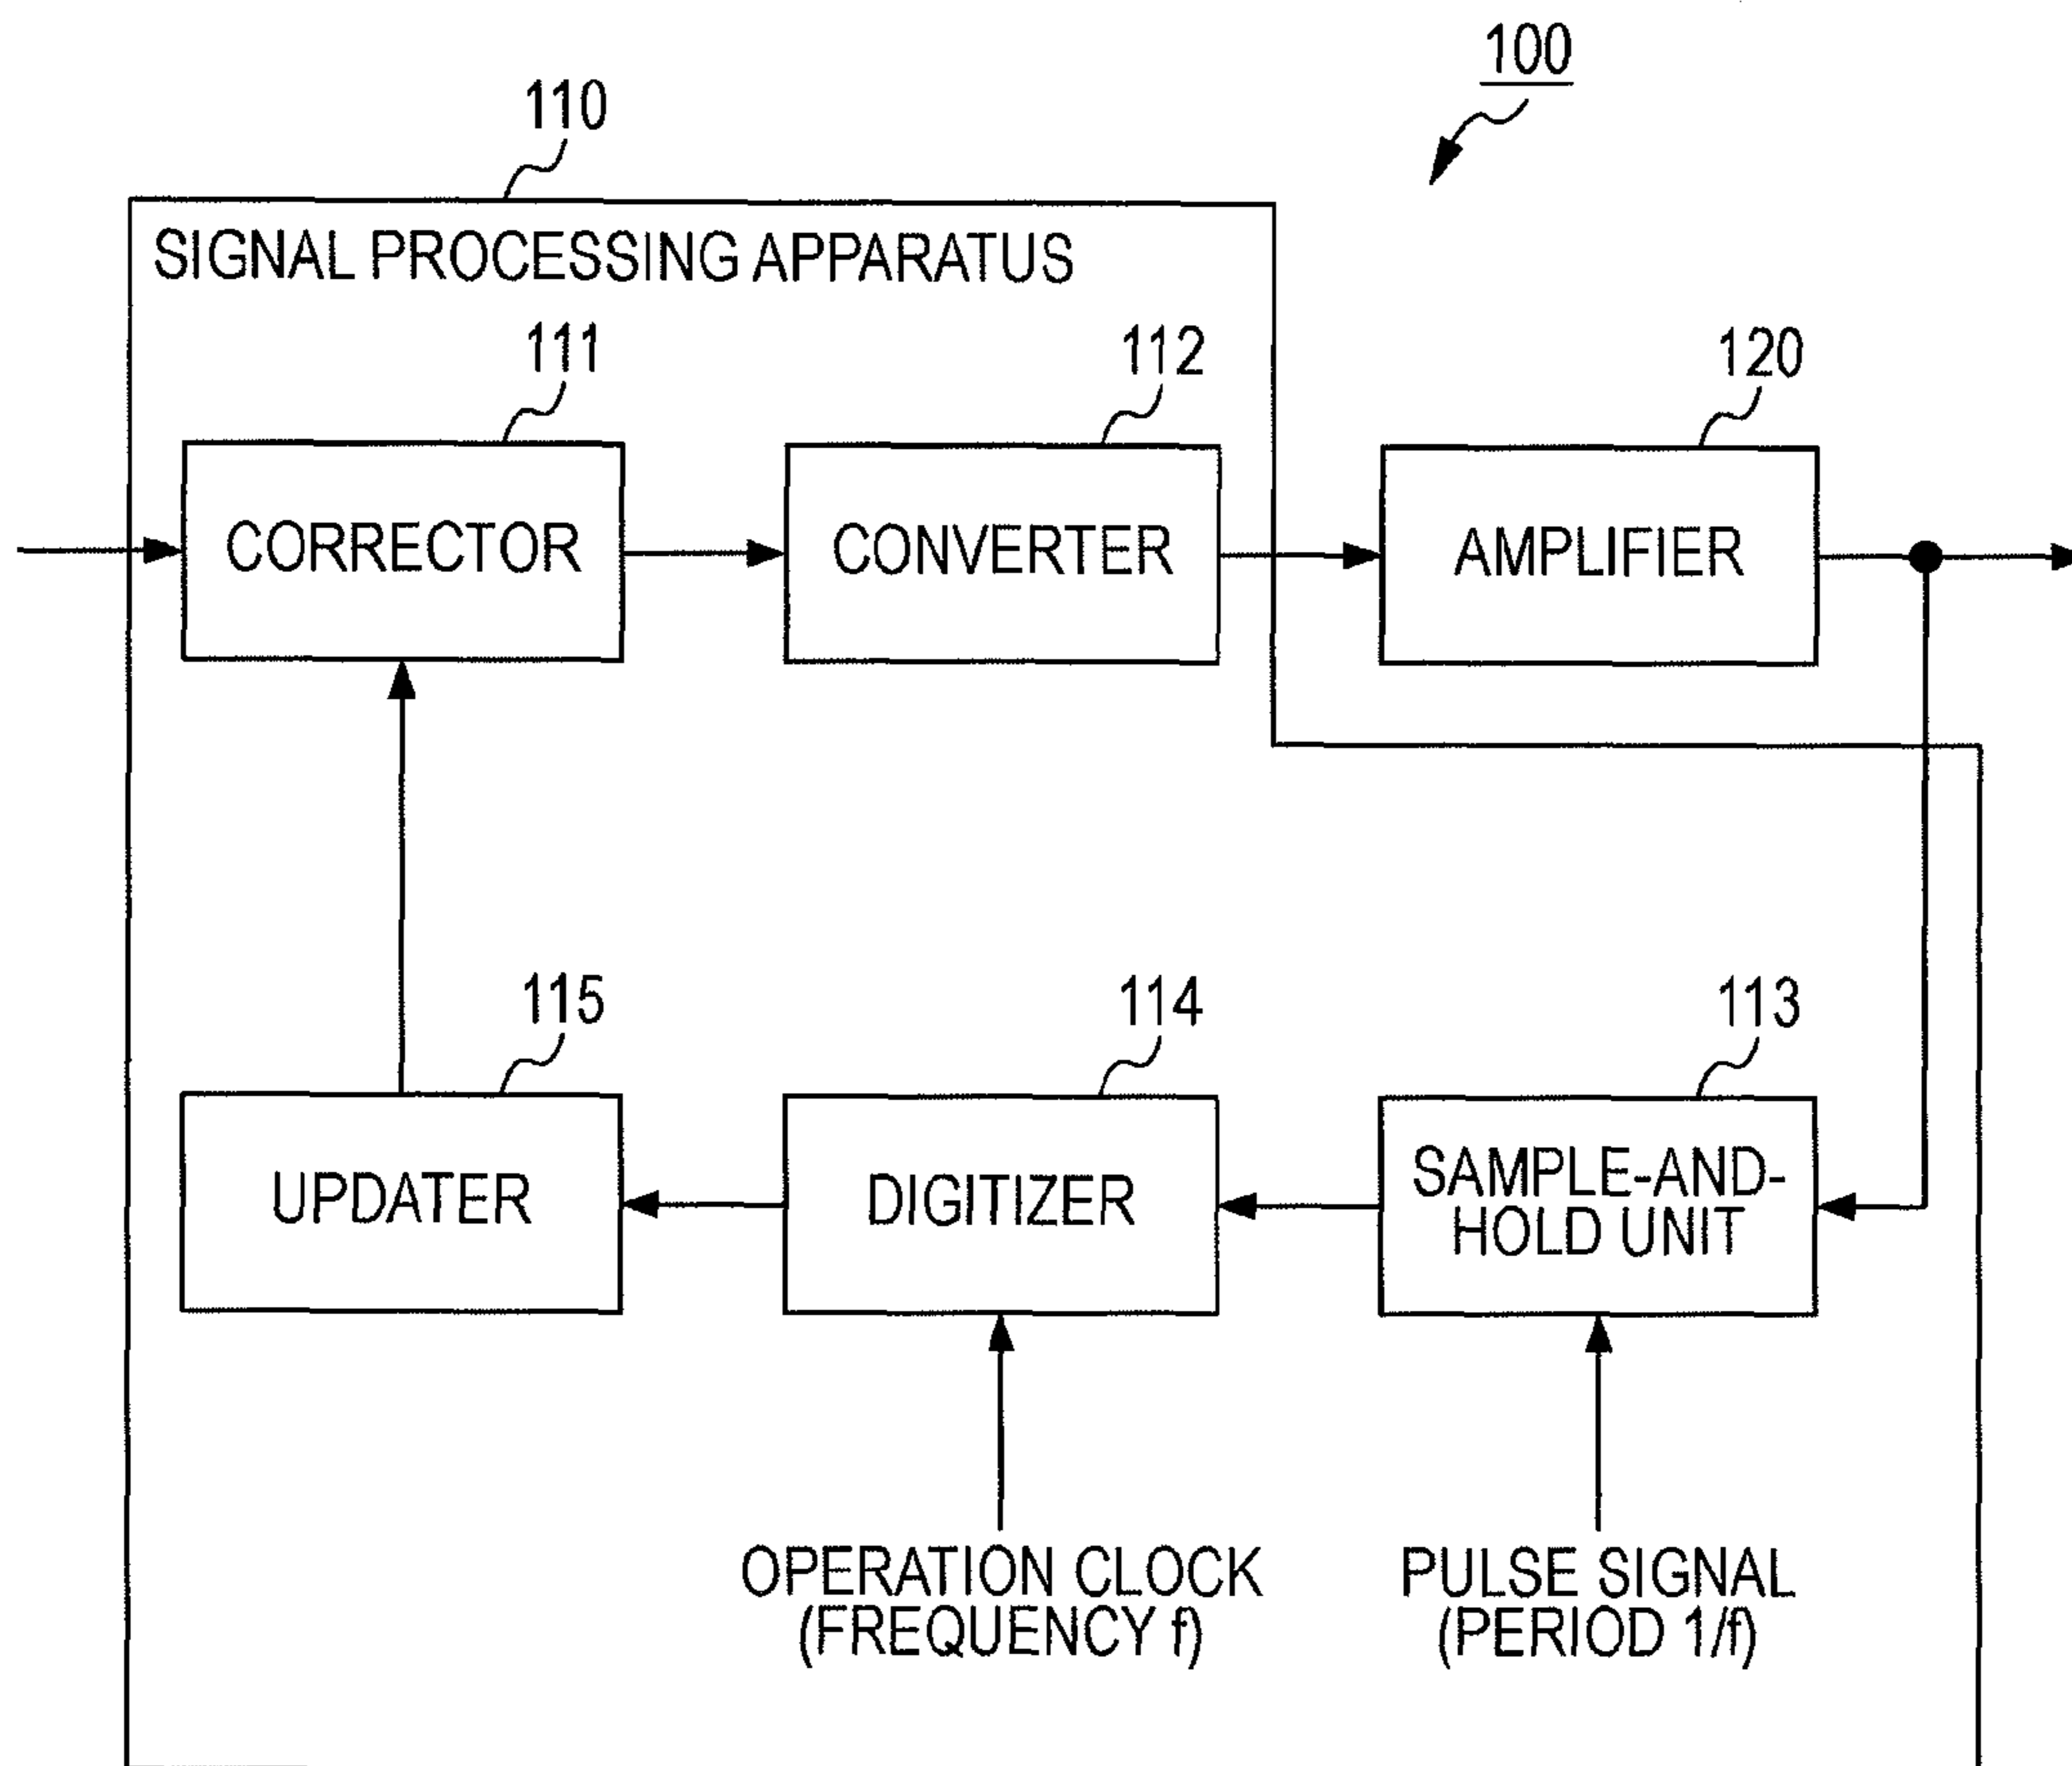 100
110
SIGNAL PROCESSING APPARATUS
111
112
120
CORRECTOR
CONVERTER
AMPLIFIER
115
114
113
UPDATER
DIGITIZER
SAMPLE-AND-
HOLD UNIT
OPERATION CLOCK
(FREQUENCY f)
PULSE SIGNAL
(PERIOD 1/f)